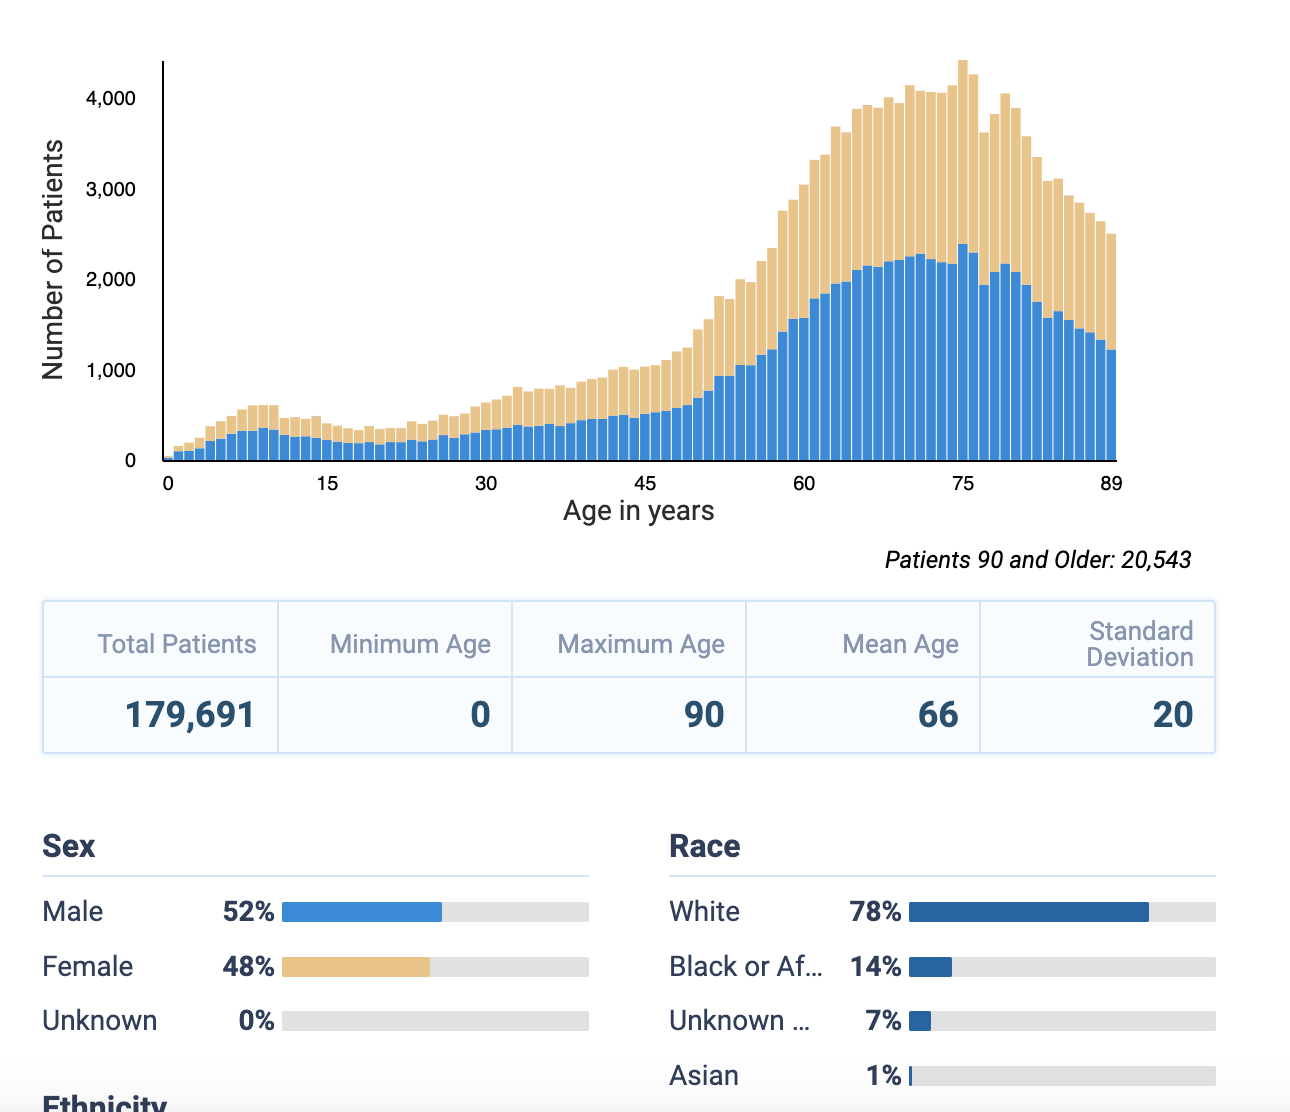 4,000
3,000
2,000
1,000
0
Number of Patients
0 15 30 45 60 75 89
Age in years
Patients 90 and Older: 20,543
Total Patients Minimum Age Maximum Age Mean Age Standard Deviation
179,691 0 90 66 20
Sex
Male 52%
Female 48%
Unknown 0%
Race
White 78%
Black or Af... 14%
Unknown ... 7%
Asian 1%
Ethnicity